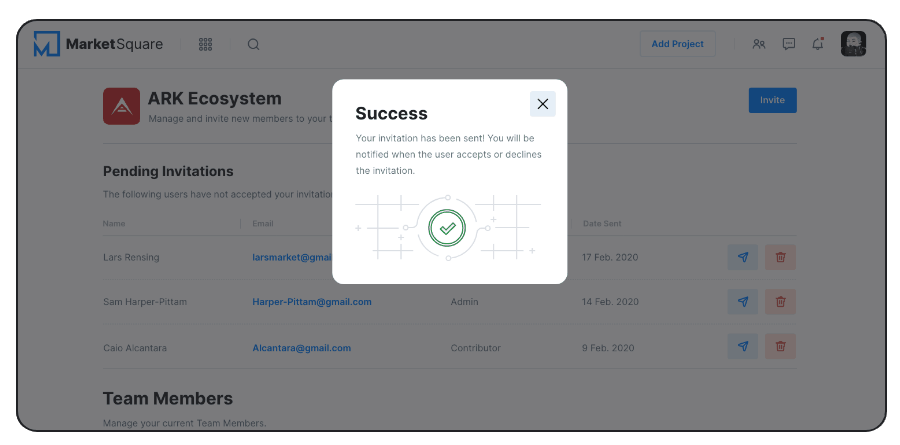 MarketSquare
Add Project
ARK Ecosystem
Invite
Manage and invite new members to your t
Success
Your invitation has been sent! You will be
notified when the user accepts or declines
the invitation.
Pending Invitations
The following users have not accepted your invitatio
Name Email Date Sent
Lars Rensing larsmarket@gmai 17 Feb. 2020
Sam Harper-Pittam Harper-Pittam@gmail.com Admin 14 Feb. 2020
Caio Alcantara Alcantara@gmail.com Contributor 9 Feb. 2020
Team Members
Manage your current Team Members.